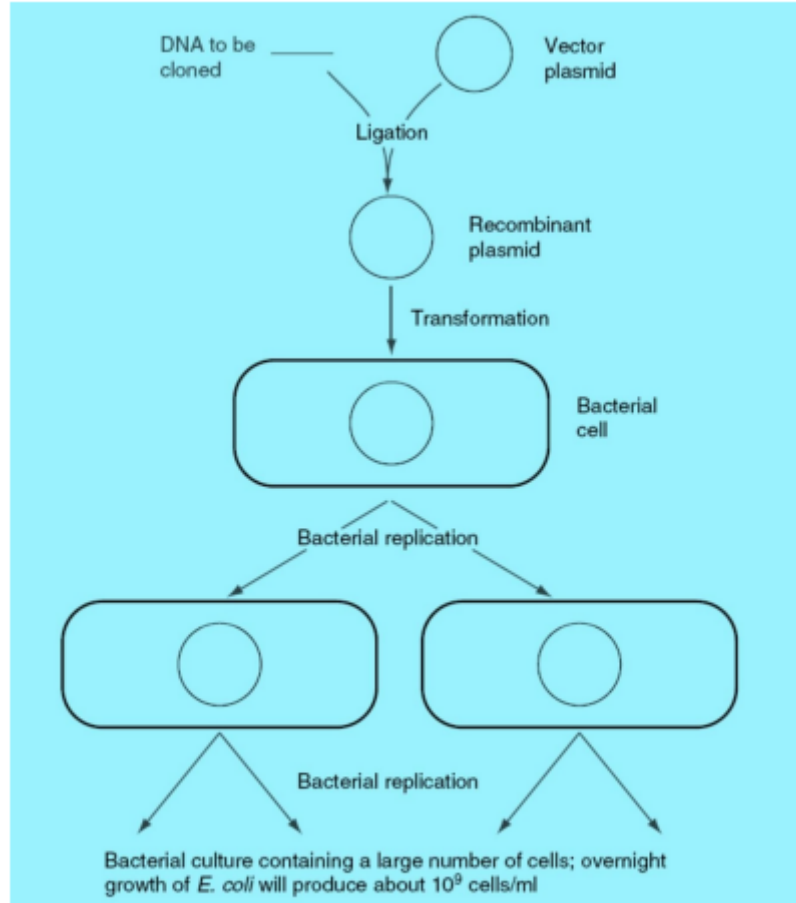 DNA to be
cloned
Vector
plasmid
Ligation
Recombinant
plasmid
Transformation
Bacterial
cell
Bacterial replication
Bacterial replication
Bacterial culture containing a large number of cells; overnight
growth of E. coli will produce about 10⁹ cells/ml